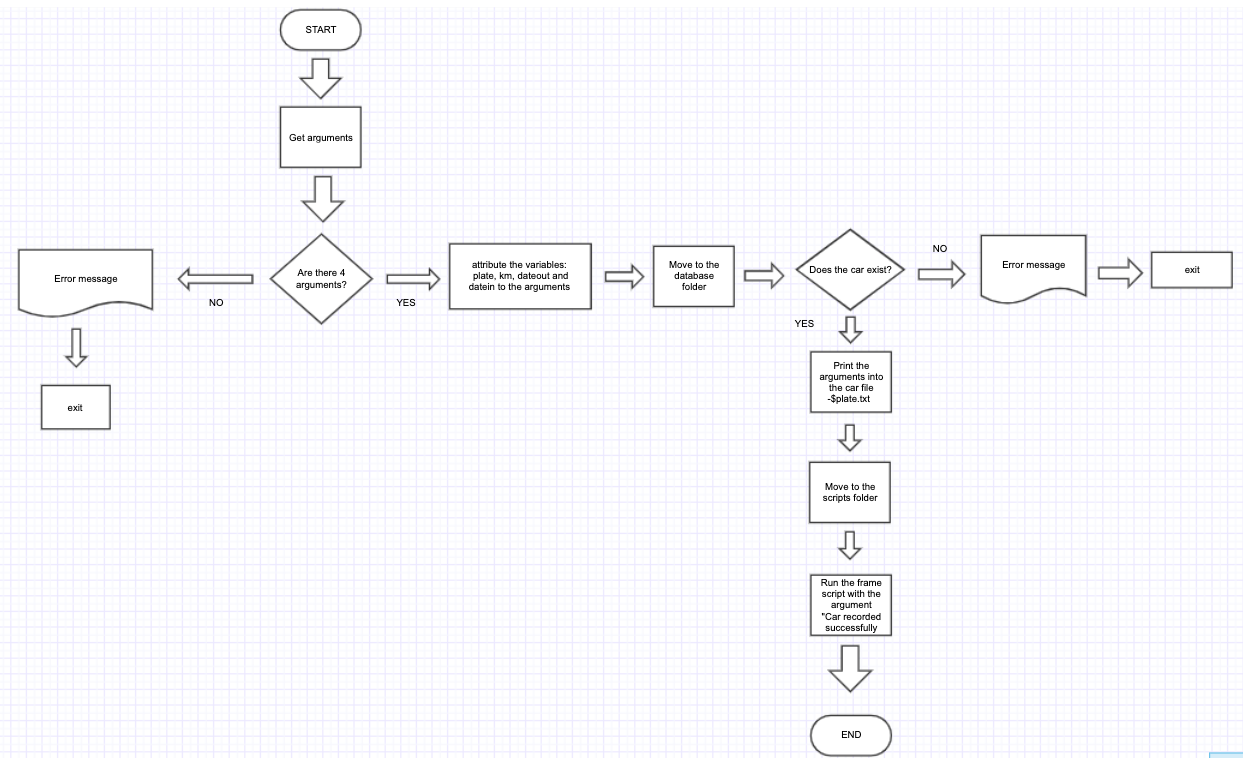 START
Get arguments
Are there 4
arguments?
NO
YES
Error message
exit
attribute the variables:
plate, km, dateout and
datein to the arguments
Move to the
database
folder
Does the car exist?
NO
Error message
exit
YES
Print the
arguments into
the car file
-$plate.txt
Move to the
scripts folder
Run the frame
script with the
argument
"Car recorded
successfully
END